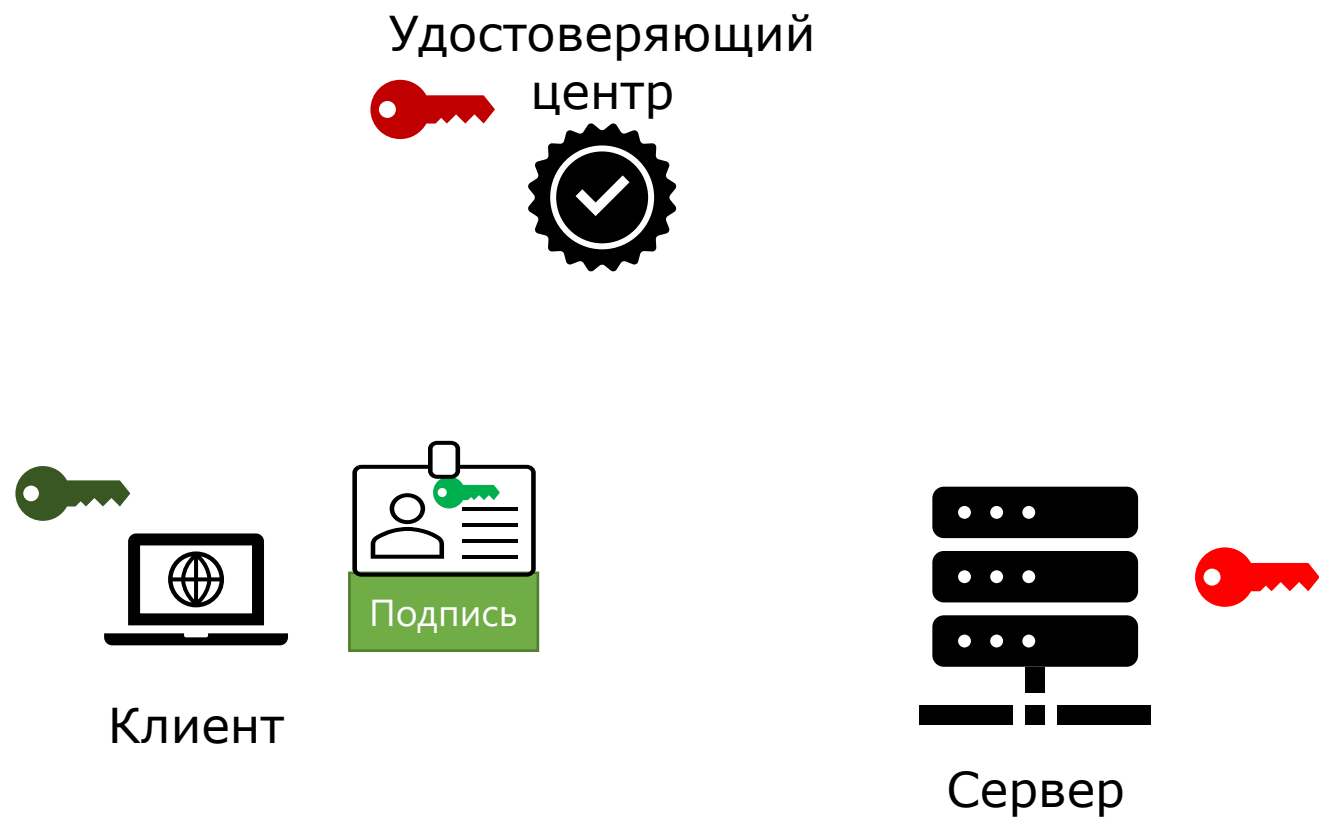 Удостоверяющий
центр
Подпись
Клиент
Сервер